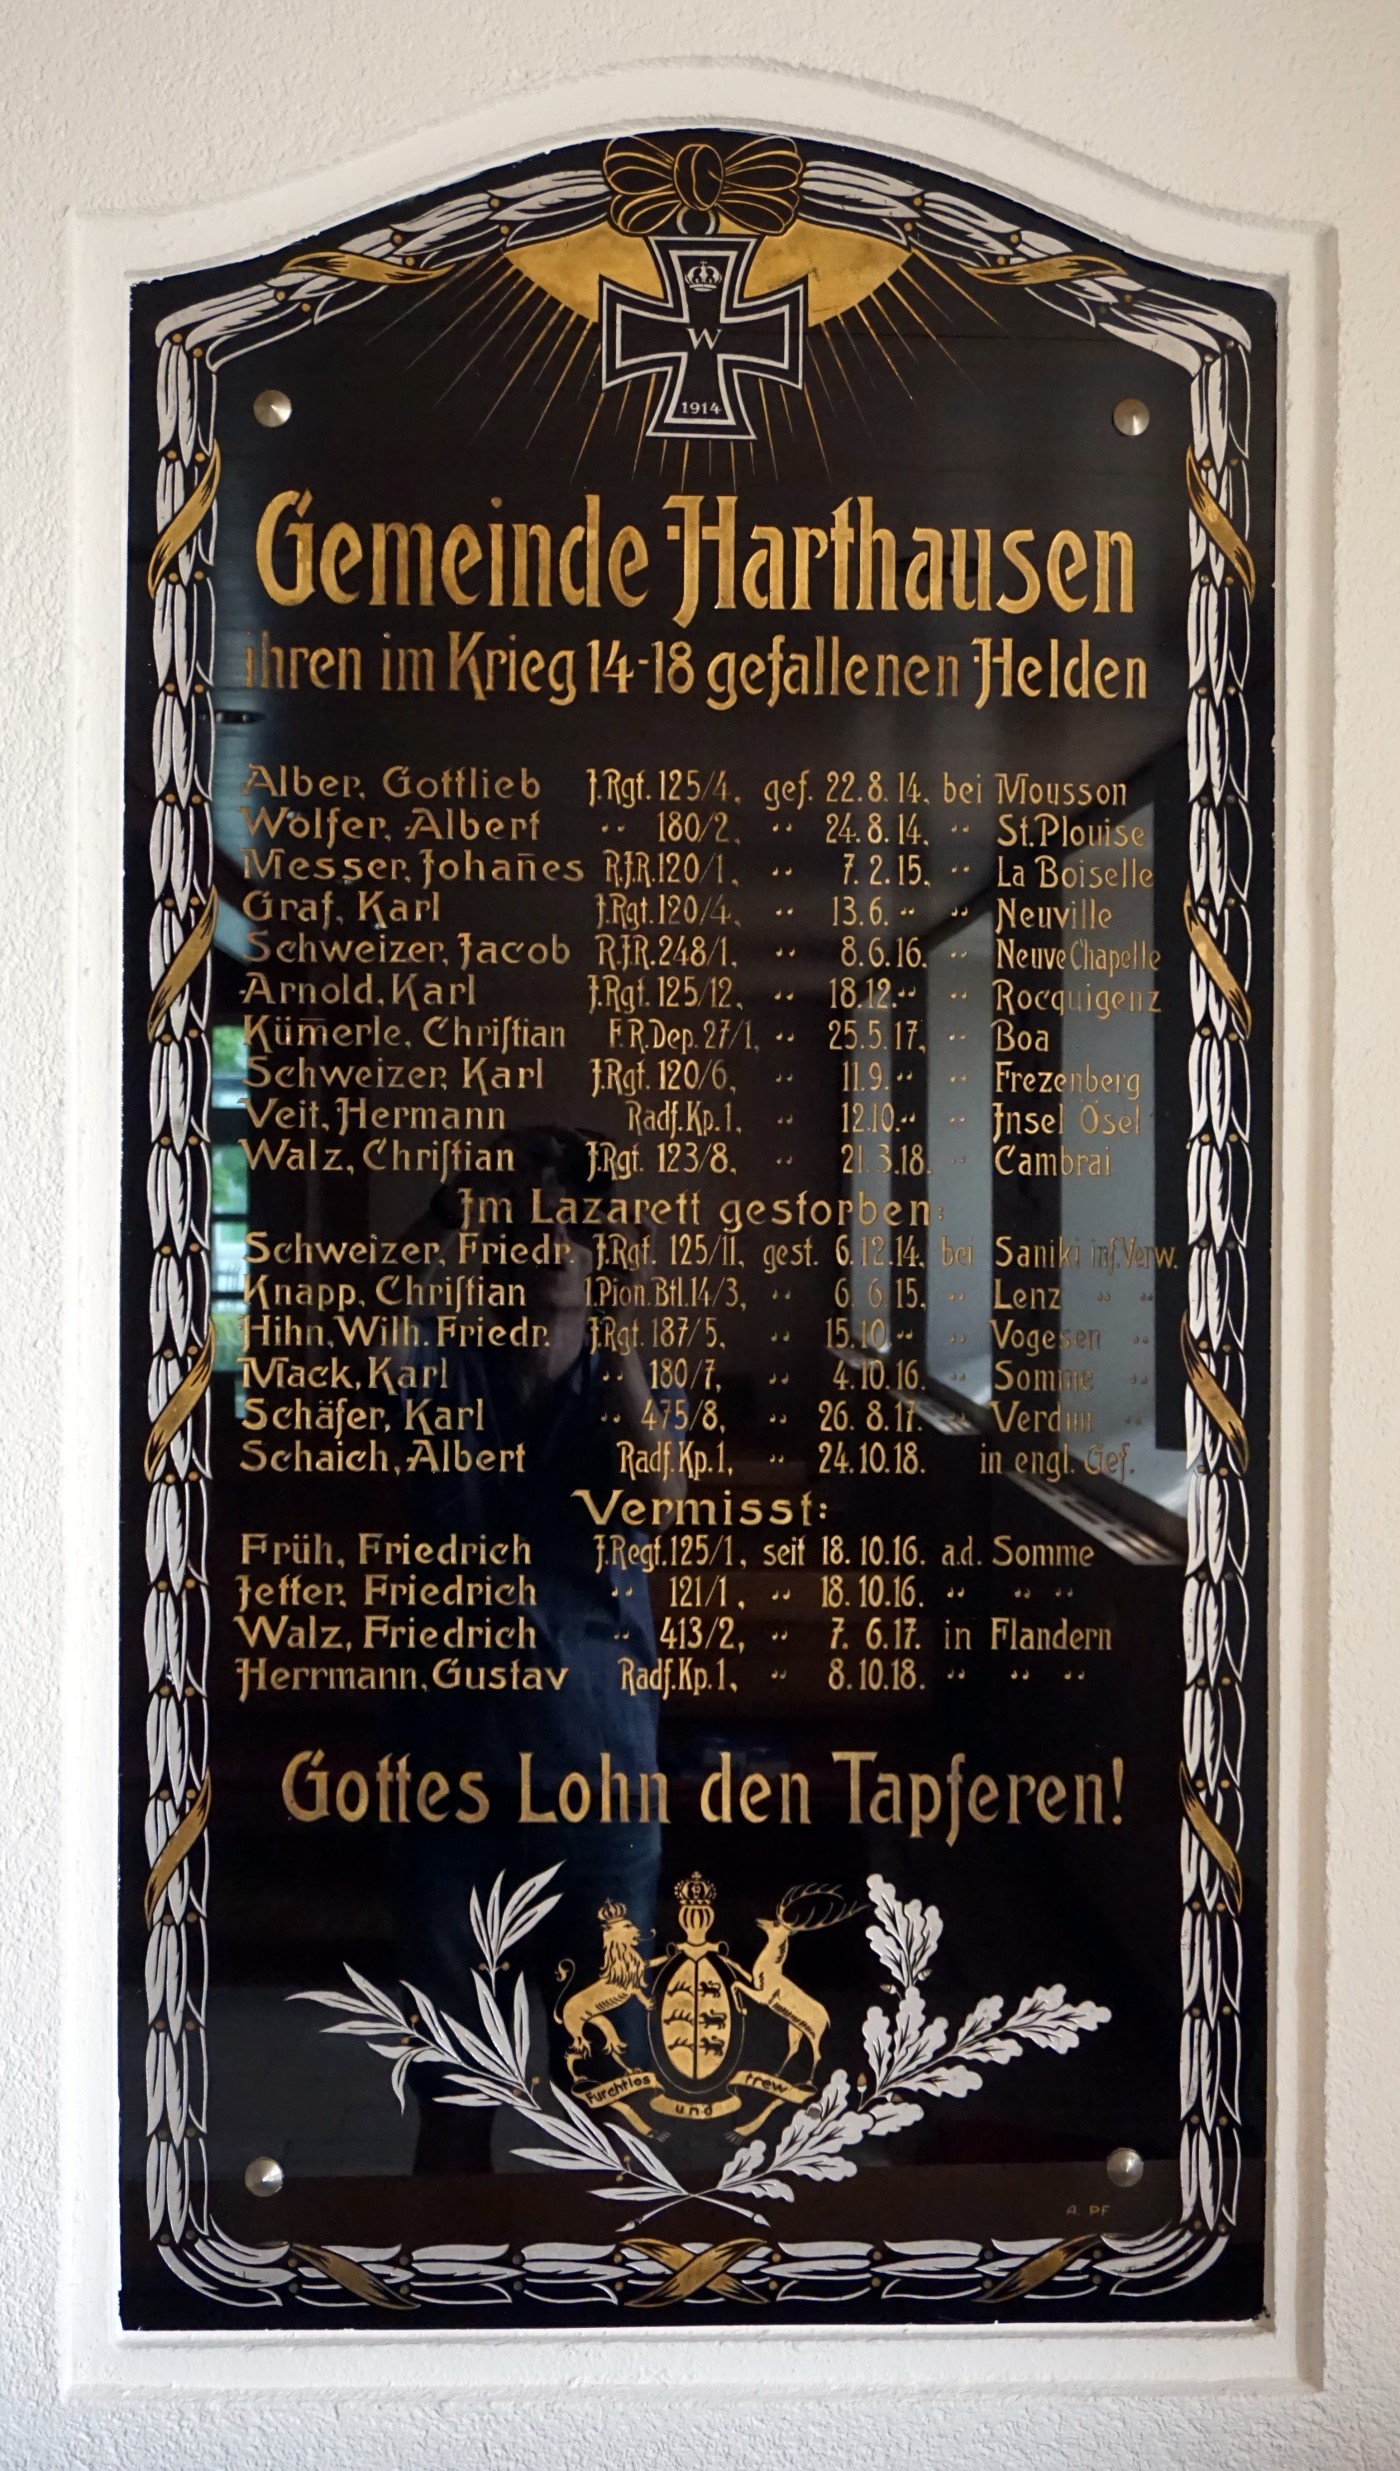 W
1914
Gemeinde Harthausen
ihren im Krieg 14-18 gefallenen Helden
Alber, Gottlieb J.Rgt. 125/4, gef. 22.8.14. bei Mousson
Wolfer, Albert " 180/2, " 24.8.14. " St.Plouise
Messer, Johan̄es R.J.R.120/1, " 7.2.15. " La Boiselle
Graf, Karl J.Rgt.120/4, " 13.6. " " Neuville
Schweizer, Jacob R.J.R.248/1, " 8.6.16. " Neuve Chapelle
Arnold, Karl J.Rgt. 125/12, " 18.12. " " Rocquigenz
Küm̄erle, Chriſtian F.R.Dep. 27/1, " 25.5.17, " Boa
Schweizer, Karl J.Rgt. 120/6, " 11.9. " " Frezenberg
Veit, Hermann Radf.Kp.1, " 12.10. " " Jnsel Ösel
Walz, Chriſtian J.Rgt. 123/8, " 21.3.18. " Cambrai
Jm Lazarett gestorben:
Schweizer, Friedr. J.Rgt. 125/11, gest. 6.12.14. bei Saniki inf.Verw.
Knapp, Chriſtian 1.Pion.Btl.14/3, " 6.6.15. " Lenz " "
Hihn, Wilh. Friedr. J.Rgt. 187/5, " 15.10 " " Vogesen "
Mack, Karl " 180/7, " 4.10.16. " Somme "
Schäfer, Karl " 475/8, " 26.8.17. " Verdun "
Schaich, Albert Radf.Kp.1, " 24.10.18. in engl. Gef.
Vermisst:
Früh, Friedrich J.Regt.125/1, seit 18.10.16. a.d. Somme
Jetter, Friedrich " 121/1, " 18.10.16. " " "
Walz, Friedrich " 413/2, " 7.6.17. in Flandern
Herrmann, Gustav Radf.Kp.1, " 8.10.18. " " "
Gottes Lohn den Tapferen!
Furchtlos und trew
A. PF